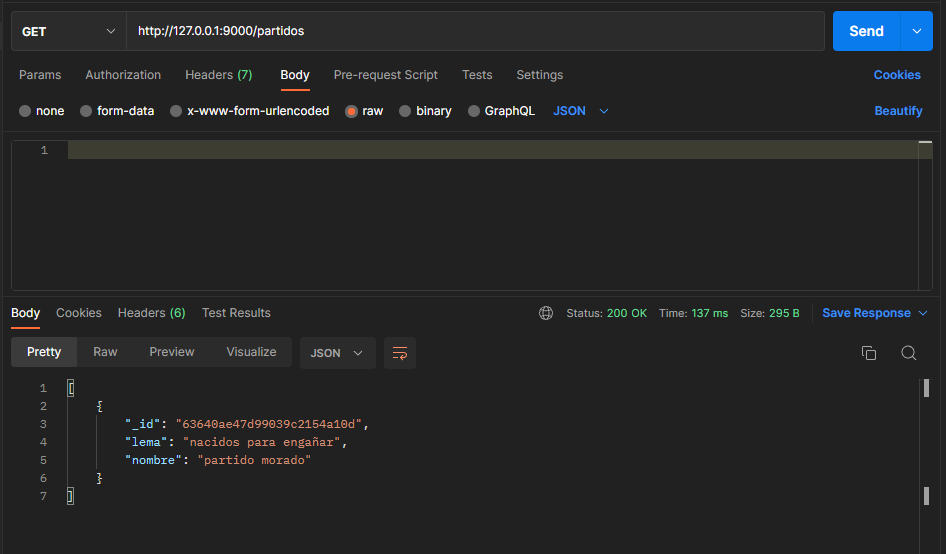 GET http://127.0.0.1:9000/partidos Send
Params Authorization Headers (7) Body Pre-request Script Tests Settings Cookies
none form-data x-www-form-urlencoded raw binary GraphQL JSON Beautify
1
Body Cookies Headers (6) Test Results Status: 200 OK Time: 137 ms Size: 295 B Save Response
Pretty Raw Preview Visualize JSON
1 [
2 {
3 "_id": "63640ae47d99039c2154a10d",
4 "lema": "nacidos para engañar",
5 "nombre": "partido morado"
6 }
7 ]